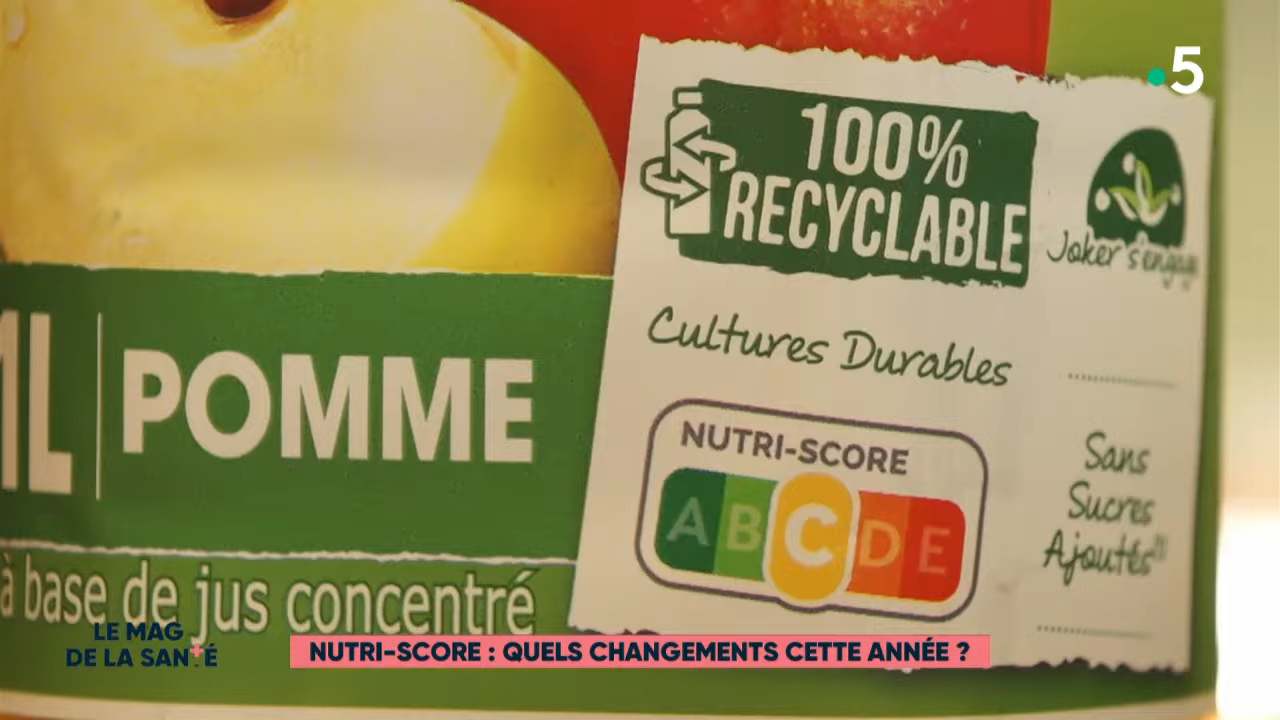 5
100%
RECYCLABLE
Joker s'engage
Cultures Durables
1L
POMME
NUTRI-SCORE
A B C D E
Sans
Sucres
Ajoutés
à base de jus concentré
LE MAG
DE LA SANTÉ
NUTRI-SCORE : QUELS CHANGEMENTS CETTE ANNÉE ?